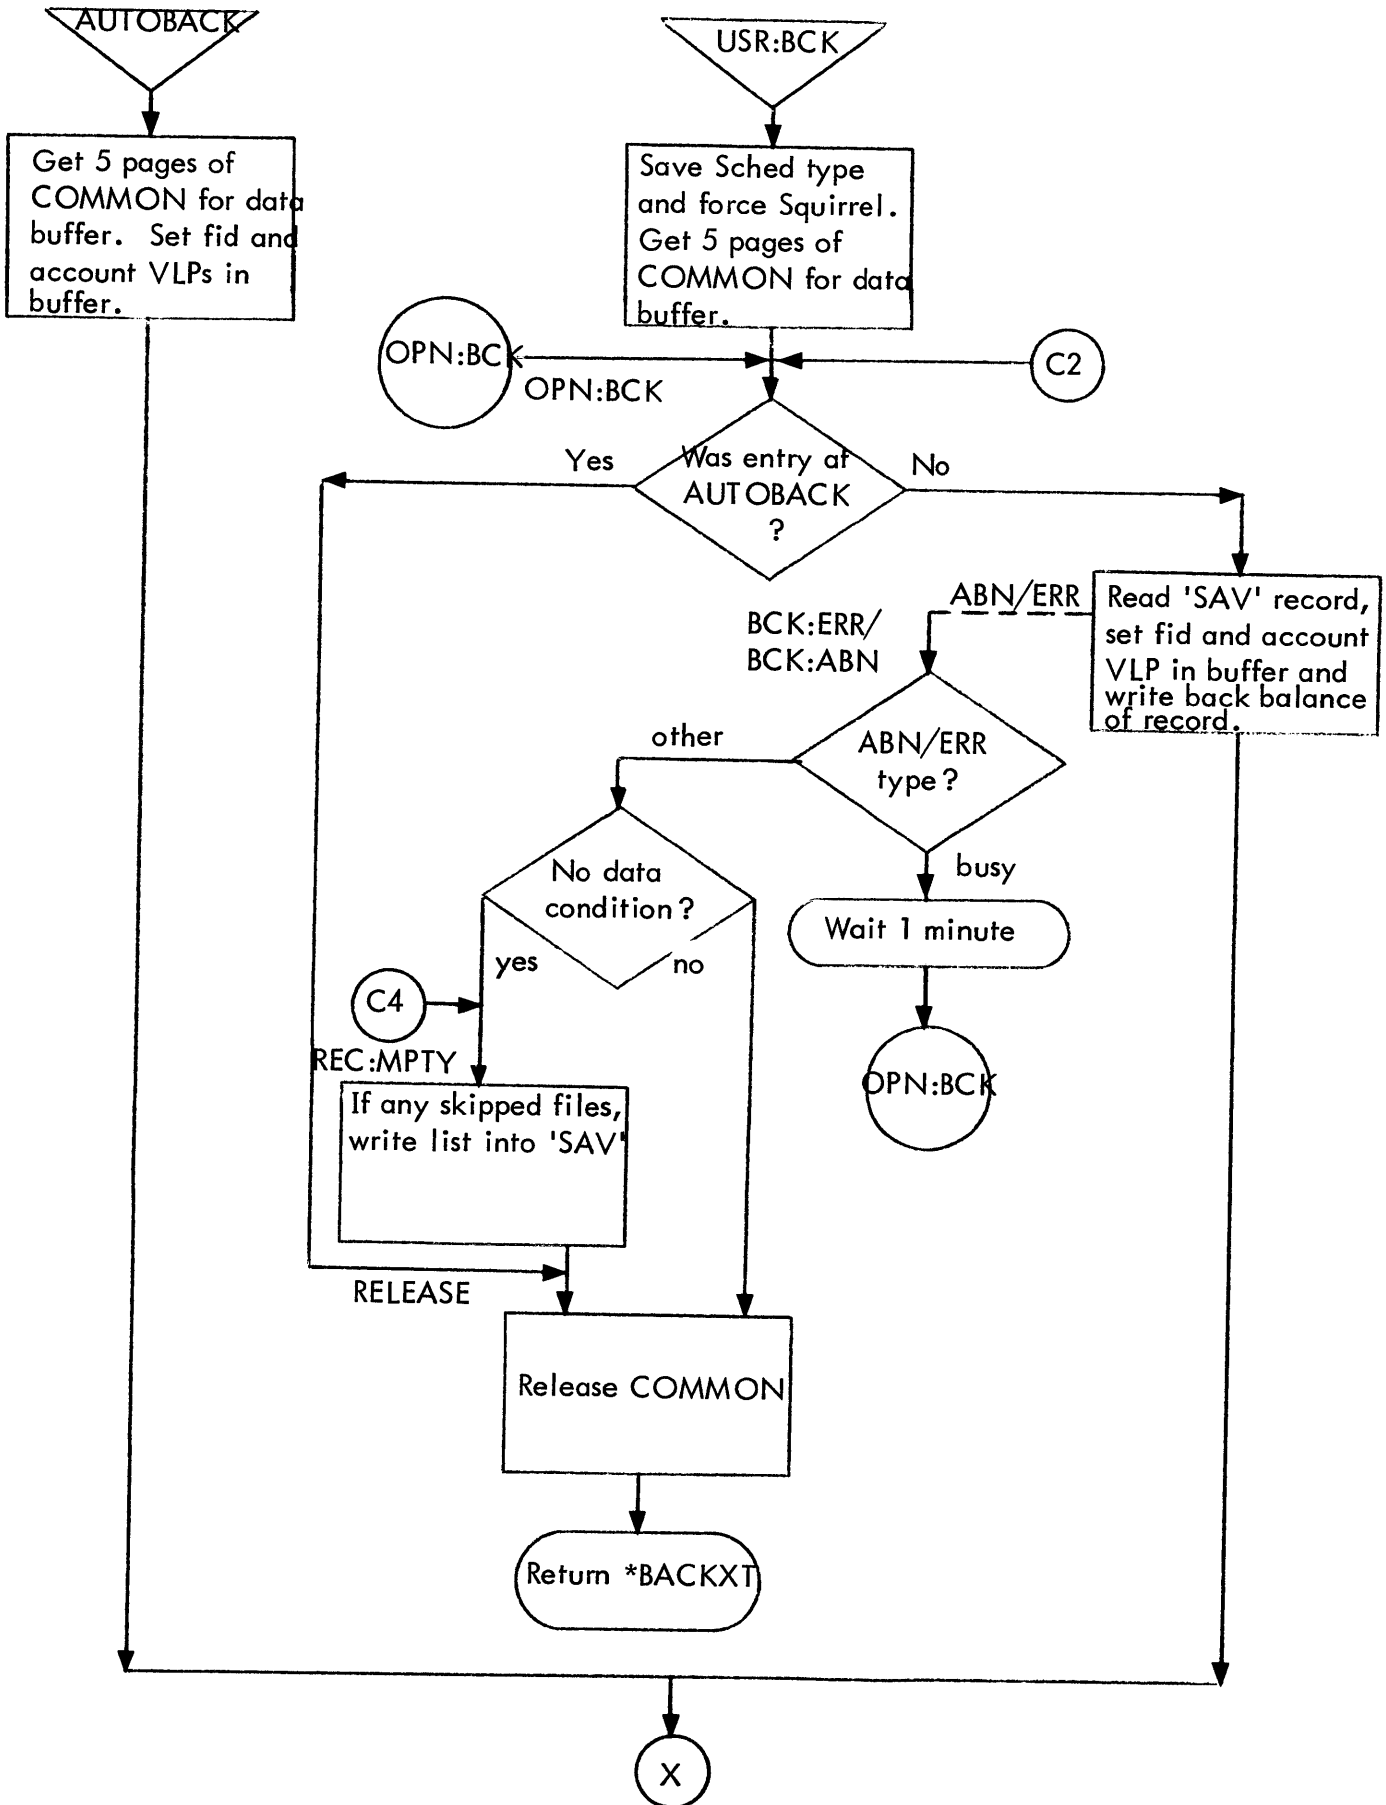 AUTOBACK
USR:BCK
Get 5 pages of
COMMON for data
buffer. Set fid and
account VLPs in
buffer.
Save Sched type
and force Squirrel.
Get 5 pages of
COMMON for data
buffer.
OPN:BCK
OPN:BCK
C2
Yes
Was entry at
AUTOBACK
?
No
ABN/ERR
Read 'SAV' record,
set fid and account
VLP in buffer and
write back balance
of record.
BCK:ERR/
BCK:ABN
other
ABN/ERR
type?
busy
No data
condition?
yes
no
Wait 1 minute
C4
REC:MPTY
OPN:BCK
If any skipped files,
write list into 'SAV'
RELEASE
Release COMMON
Return *BACKXT
X